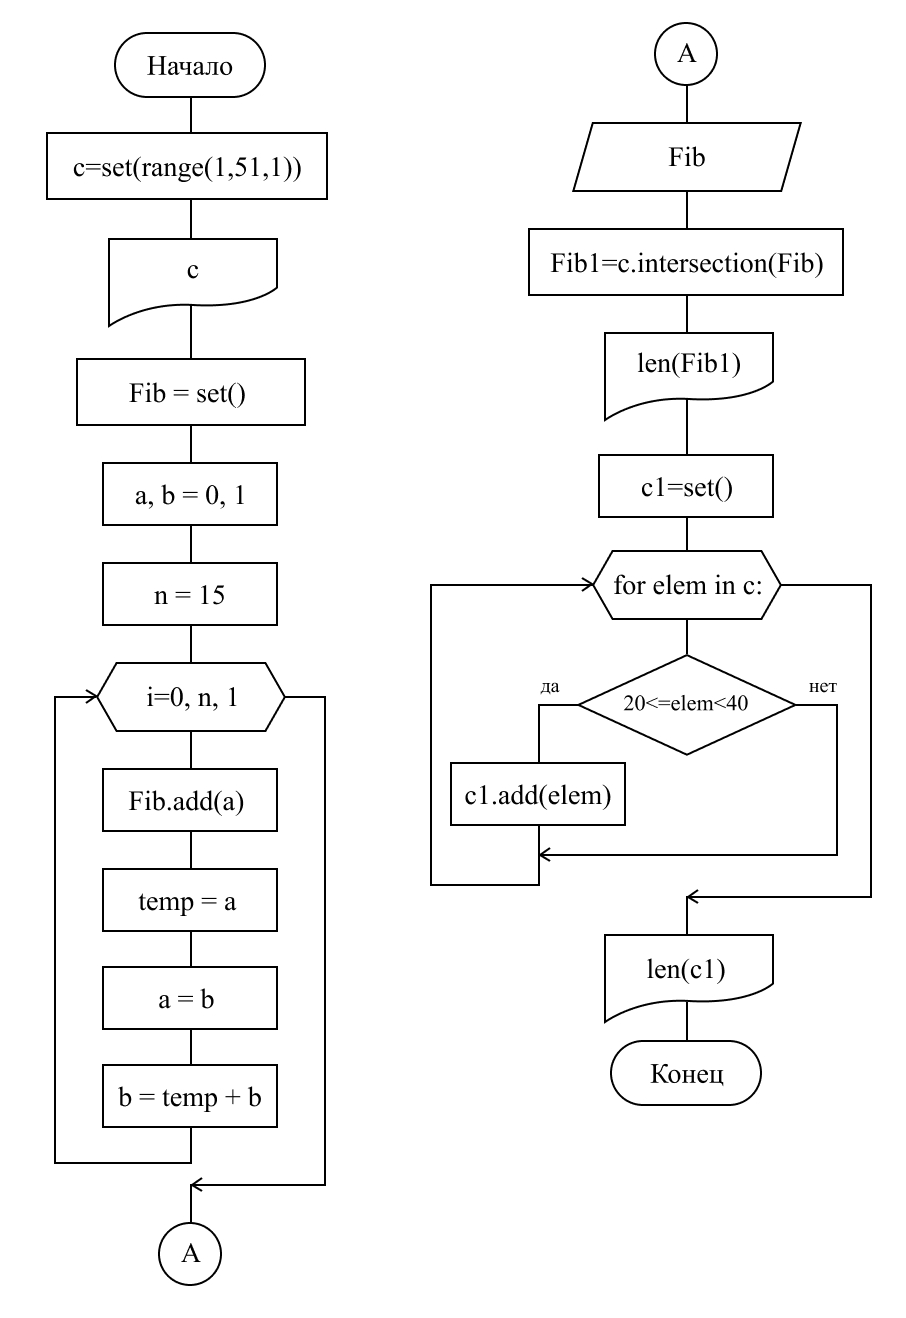 Начало
c=set(range(1,51,1))
c
Fib = set()
a, b = 0, 1
n = 15
i=0, n, 1
Fib.add(a)
temp = a
a = b
b = temp + b
A
A
Fib
Fib1=c.intersection(Fib)
len(Fib1)
c1=set()
for elem in c:
да
20<=elem<40
нет
c1.add(elem)
len(c1)
Конец